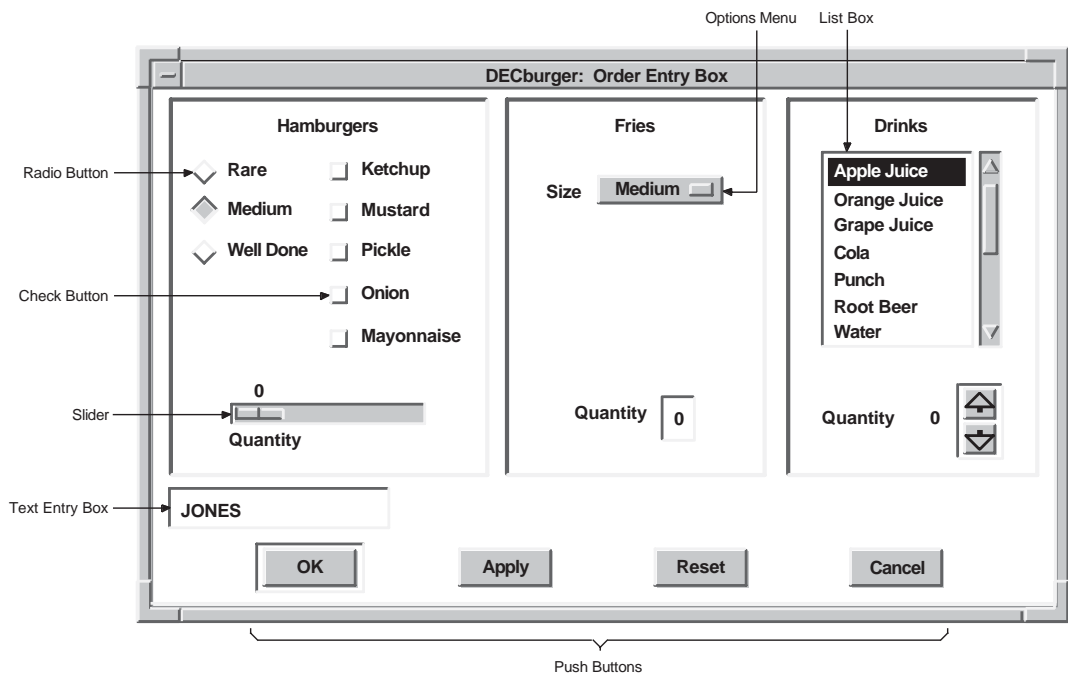 Options Menu
List Box
DECburger: Order Entry Box
Hamburgers
Radio Button
Rare
Ketchup
Medium
Mustard
Well Done
Pickle
Check Button
Onion
Mayonnaise
0
Slider
Quantity
Fries
Size
Medium
Quantity
0
Drinks
Apple Juice
Orange Juice
Grape Juice
Cola
Punch
Root Beer
Water
Quantity
0
Text Entry Box
JONES
OK
Apply
Reset
Cancel
Push Buttons